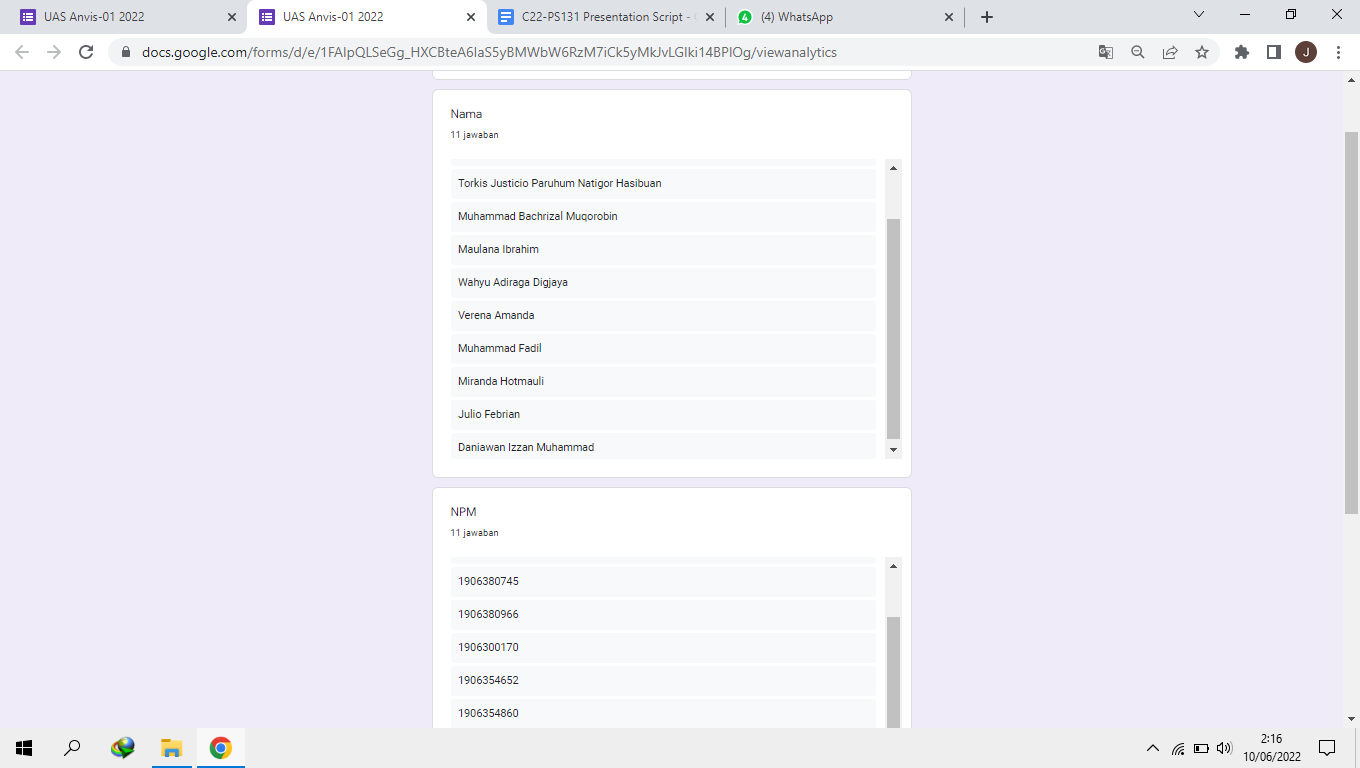 UAS Anvis-01 2022
UAS Anvis-01 2022
C22-PS131 Presentation Script -
(4) WhatsApp
docs.google.com/forms/d/e/1FAIpQLSeGg_HXCBteA6IaS5yBMWbW6RzM7iCk5yMkJvLGIki14BPlOg/viewanalytics
J
Nama
11 jawaban
Torkis Justicio Paruhum Natigor Hasibuan
Muhammad Bachrizal Muqorobin
Maulana Ibrahim
Wahyu Adiraga Digjaya
Verena Amanda
Muhammad Fadil
Miranda Hotmauli
Julio Febrian
Daniawan Izzan Muhammad
NPM
11 jawaban
1906380745
1906380966
1906300170
1906354652
1906354860
2:16
10/06/2022